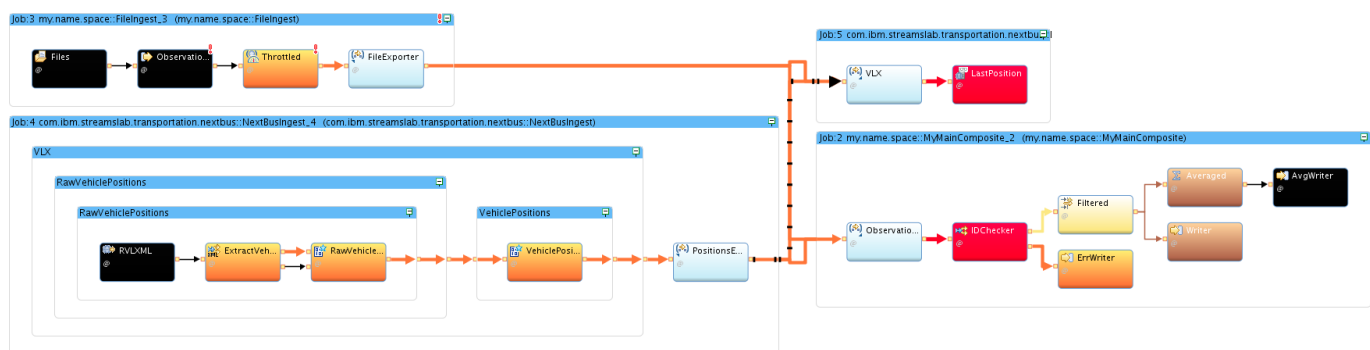 Job:3 my.name.space::FileIngest_3 (my.name.space::FileIngest)
Files
Observatio...
Throttled
FileExporter
@
@
@
@
Job:5 com.ibm.streamslab.transportation.nextbu
VLX
LastPosition
@
@
Job:4 com.ibm.streamslab.transportation.nextbus::NextBusIngest_4 (com.ibm.streamslab.transportation.nextbus::NextBusIngest)
VLX
RawVehiclePositions
RawVehiclePositions
VehiclePositions
RVLXML
ExtractVeh...
RawVehicle...
VehiclePosi...
PositionsE...
@
@
@
@
@
Job:2 my.name.space::MyMainComposite_2 (my.name.space::MyMainComposite)
Averaged
AvgWriter
@
@
Filtered
@
Observatio...
IDChecker
Writer
@
@
@
ErrWriter
@